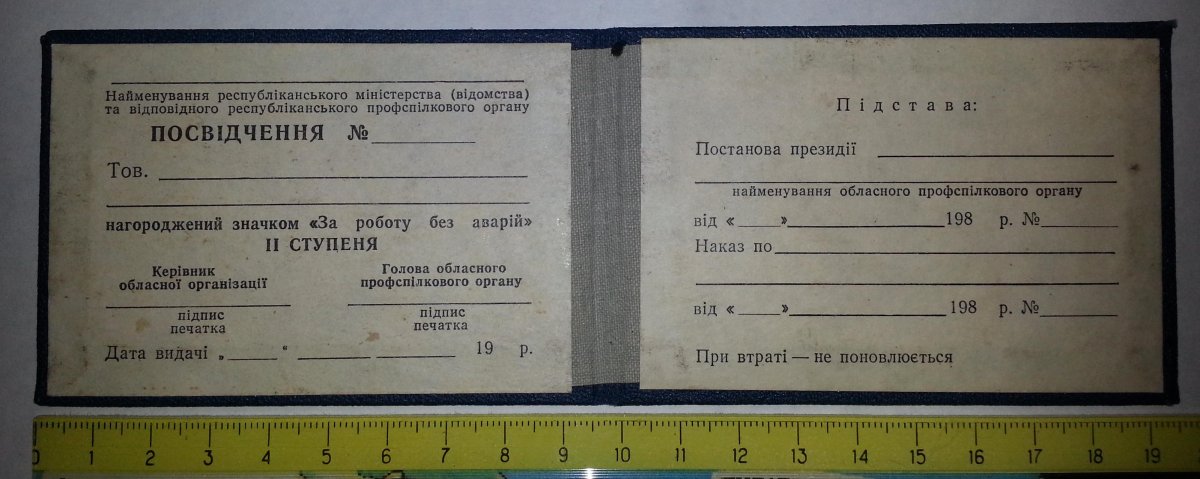 Найменування республіканського міністерства (відомства)
та відповідного республіканського профспілкового органу
ПОСВІДЧЕННЯ №
Тов.
нагороджений значком «За роботу без аварій»
II СТУПЕНЯ
Керівник
обласної організації
підпис
печатка
Голова обласного
профспілкового органу
підпис
печатка
Дата видачі „ “ 19 р.
Підстава:
Постанова президії
найменування обласного профспілкового органу
від « » 198 р. №
Наказ по
від « » 198 р. №
При втраті — не поновлюється
0 1 2 3 4 5 6 7 8 9 10 11 12 13 14 15 16 17 18 19